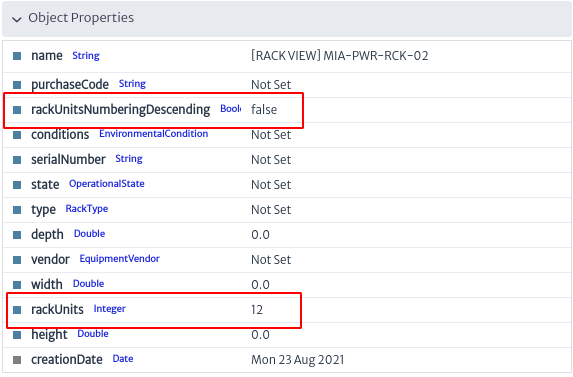 Object Properties
name String [RACK VIEW] MIA-PWR-RCK-02
purchaseCode String Not Set
rackUnitsNumberingDescending Boole false
conditions EnvironmentalCondition Not Set
serialNumber String Not Set
state OperationalState Not Set
type RackType Not Set
depth Double 0.0
vendor EquipmentVendor Not Set
width Double 0.0
rackUnits Integer 12
height Double 0.0
creationDate Date Mon 23 Aug 2021